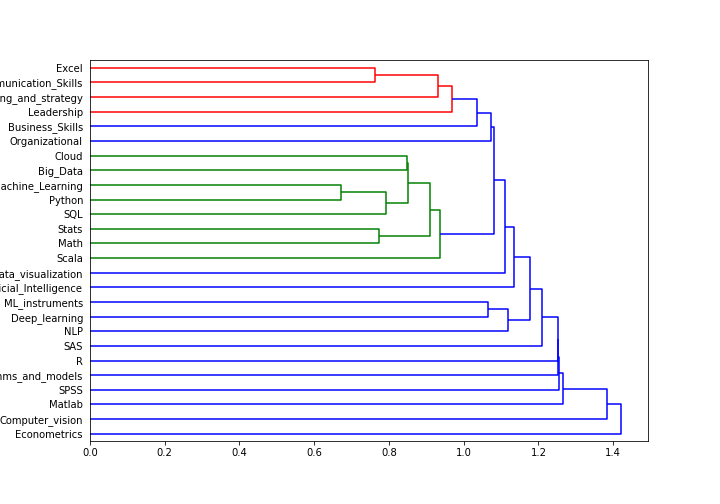 Excel
munication_Skills
ng_and_strategy
Leadership
Business_Skills
Organizational
Cloud
Big_Data
achine_Learning
Python
SQL
Stats
Math
Scala
ata_visualization
icial_Intelligence
ML_instruments
Deep_learning
NLP
SAS
R
ms_and_models
SPSS
Matlab
Computer_vision
Econometrics
0.0 0.2 0.4 0.6 0.8 1.0 1.2 1.4